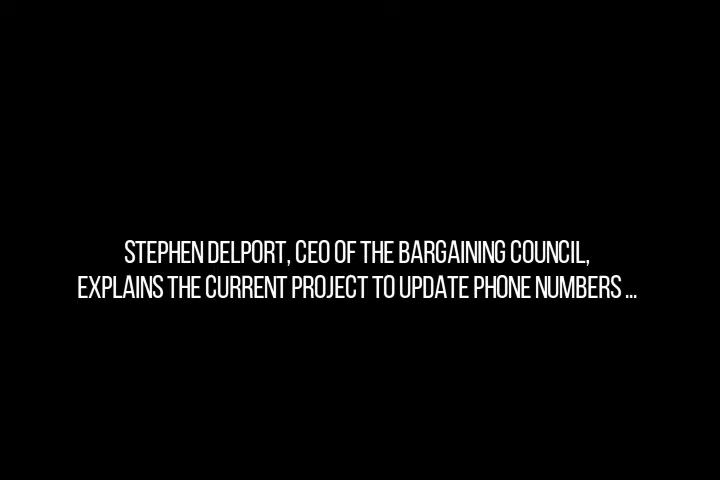 STEPHEN DELPORT, CEO OF THE BARGAINING COUNCIL,
EXPLAINS THE CURRENT PROJECT TO UPDATE PHONE NUMBERS ...